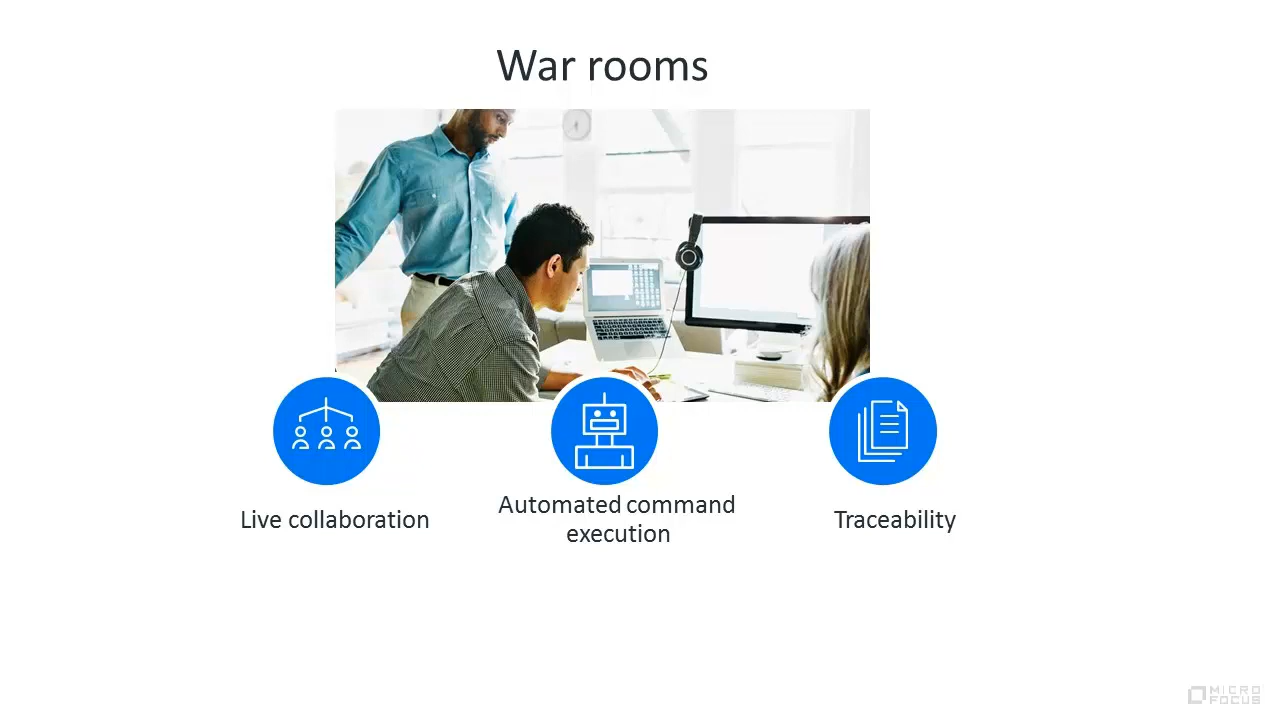 War rooms
Live collaboration
Automated command
execution
Traceability
MICRO
FOCUS